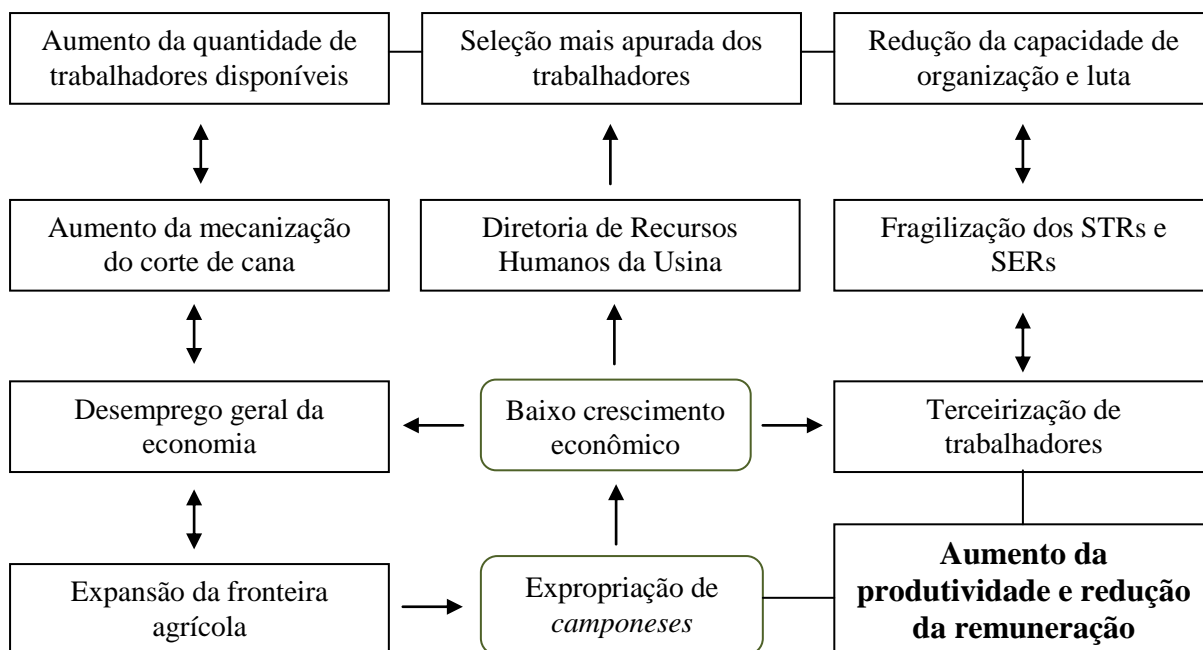 Aumento da quantidade de
trabalhadores disponíveis
Seleção mais apurada dos
trabalhadores
Redução da capacidade de
organização e luta
Aumento da mecanização
do corte de cana
Diretoria de Recursos
Humanos da Usina
Fragilização dos STRs e
SERs
Desemprego geral da
economia
Baixo crescimento
econômico
Terceirização de
trabalhadores
Expansão da fronteira
agrícola
Expropriação de
camponeses
Aumento da
produtividade e redução
da remuneração